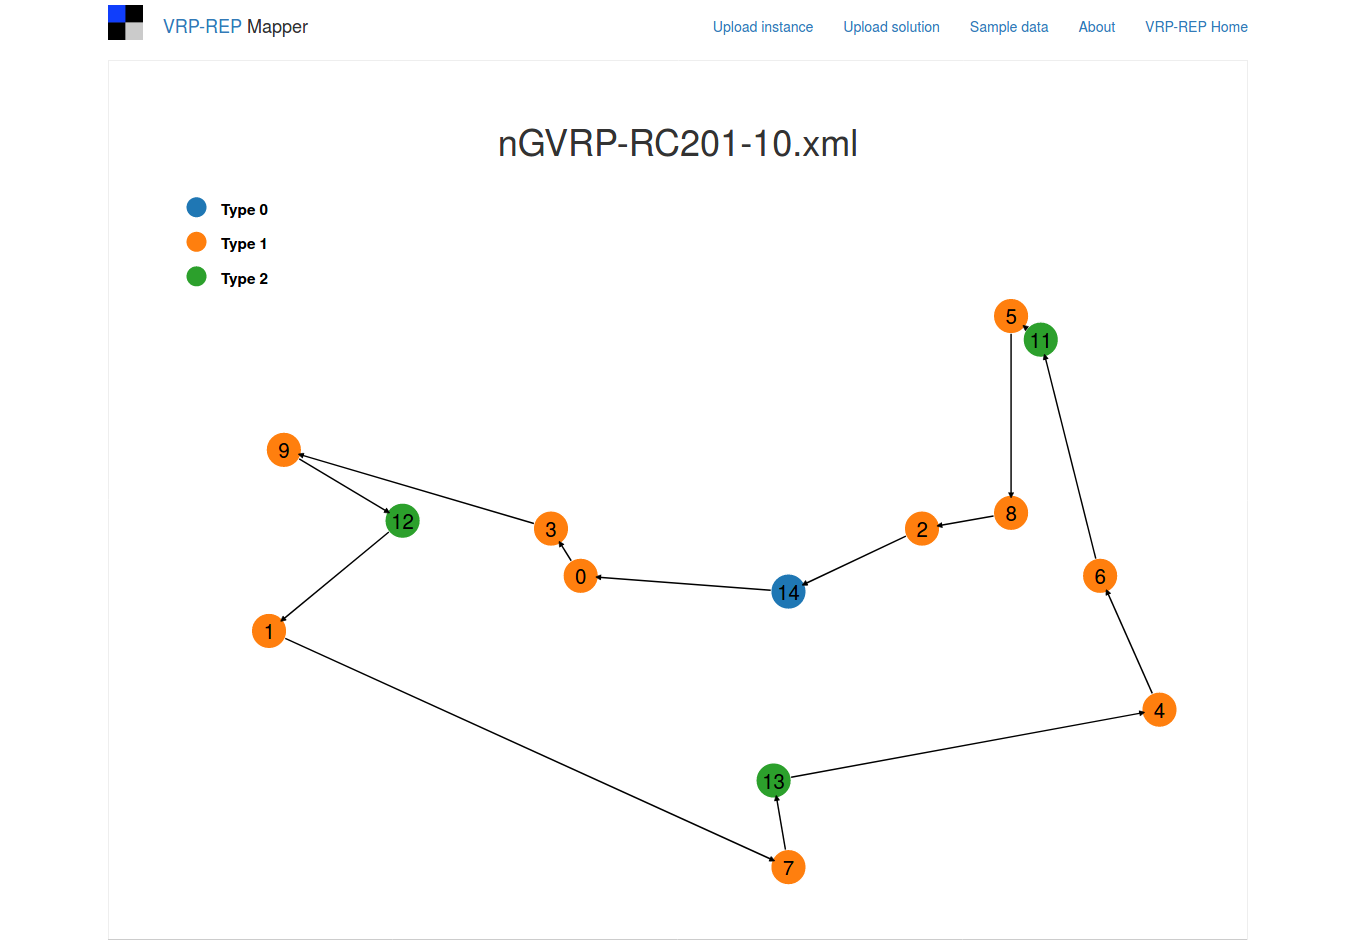 VRP-REP Mapper
Upload instance Upload solution Sample data About VRP-REP Home
nGVRP-RC201-10.xml
Type 0
Type 1
Type 2
5
11
9
12
3
2
8
0
14
6
1
4
13
7